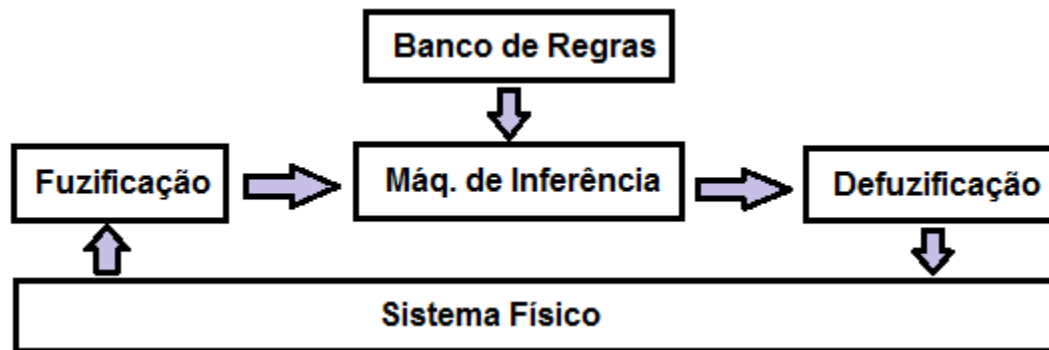 Banco de Regras
Fuzificação
Máq. de Inferência
Defuzificação
Sistema Físico